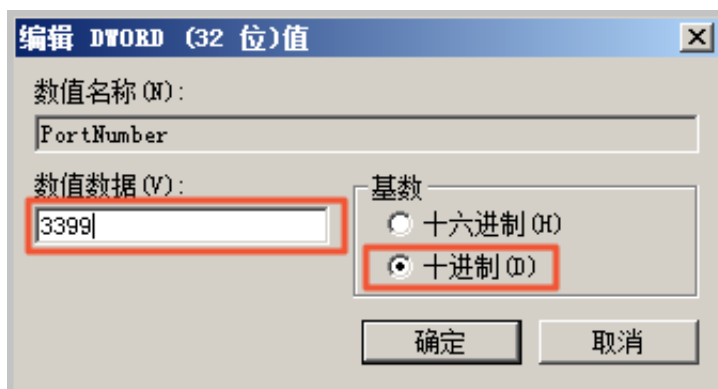 编辑 DWORD (32 位)值
数值名称(N):
PortNumber
数值数据(V):
3399
基数
十六进制(H)
十进制(D)
确定
取消